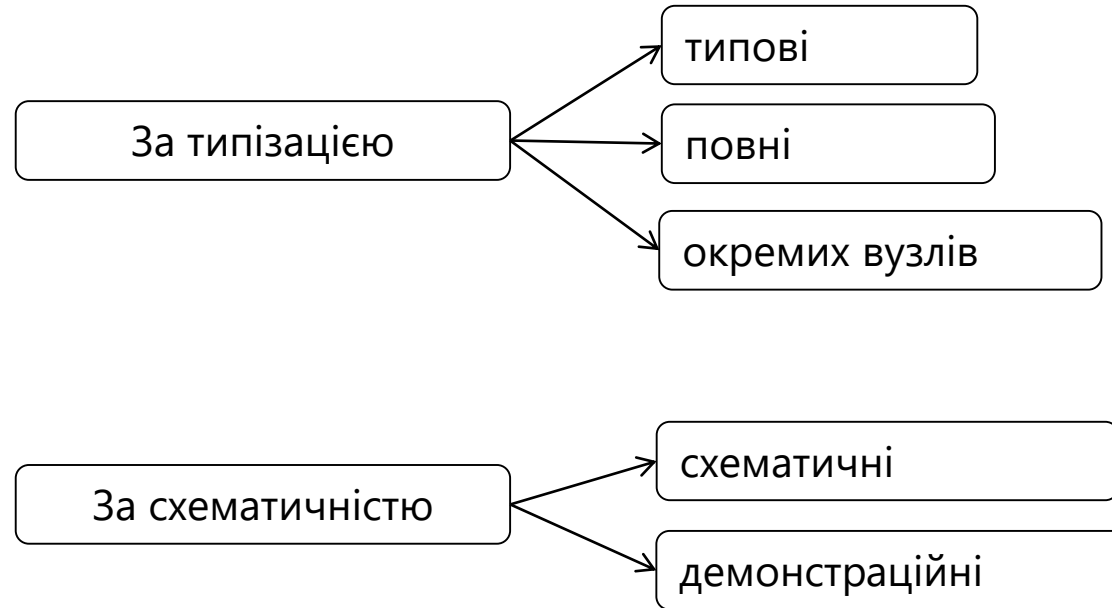 типові
За типізацією
повні
окремих вузлів
схематичні
За схематичністю
демонстраційні